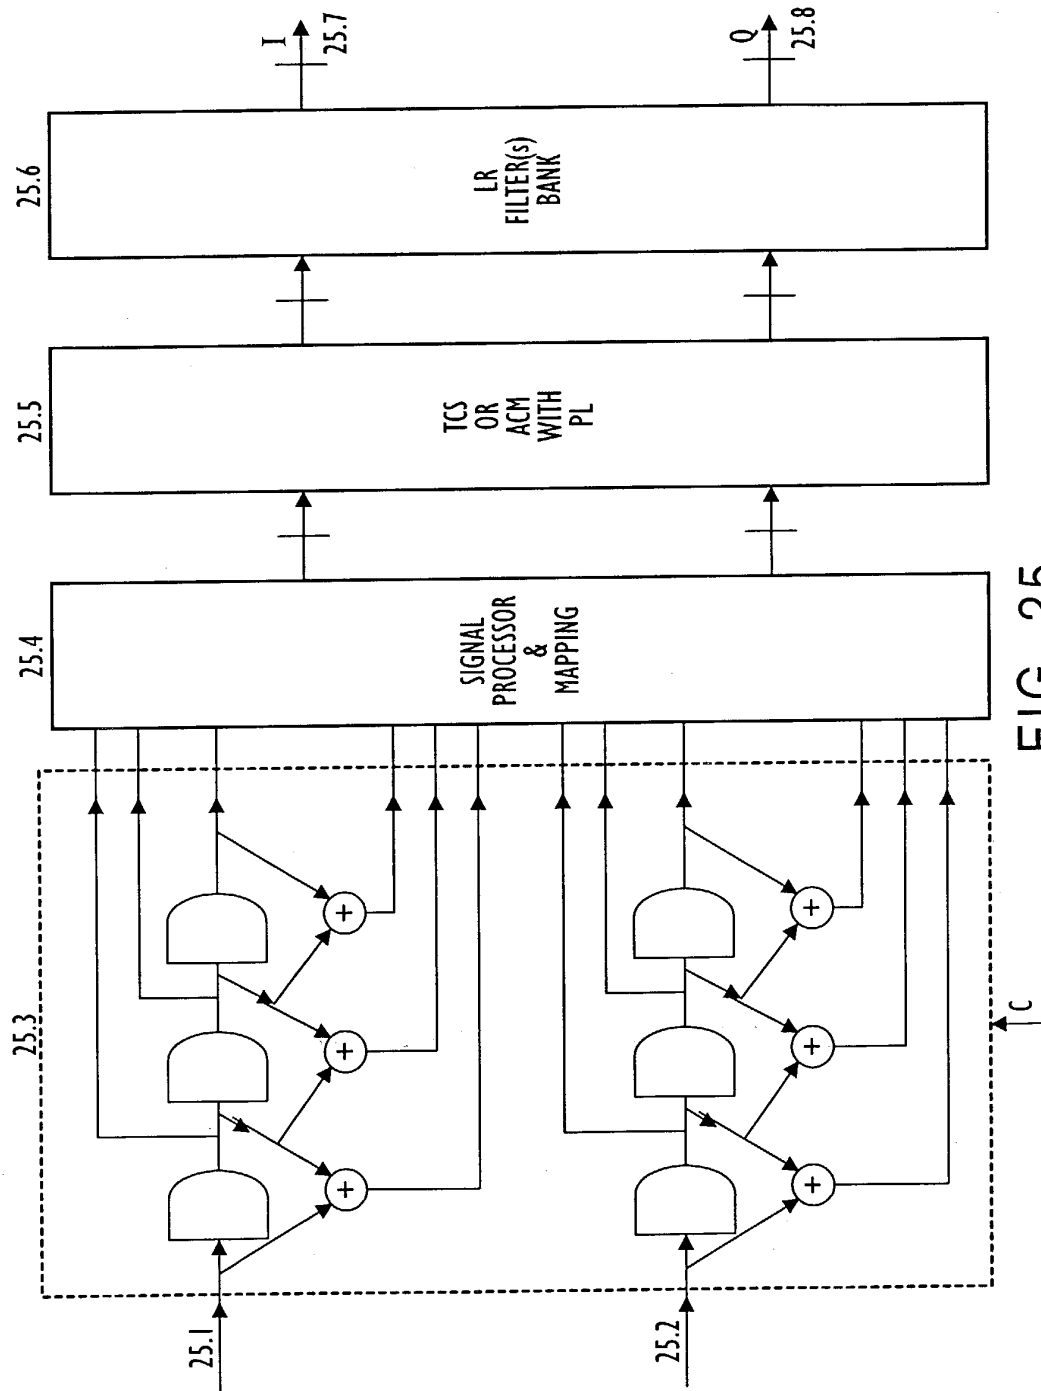 25.1
25.2
25.3
+
+
+
+
+
+
C
25.4
SIGNAL
PROCESSOR
&
MAPPING
25.5
TCS
OR
ACM
WITH
PL
25.6
LR
FILTER(s)
BANK
I
25.7
Q
25.8
FIG 25